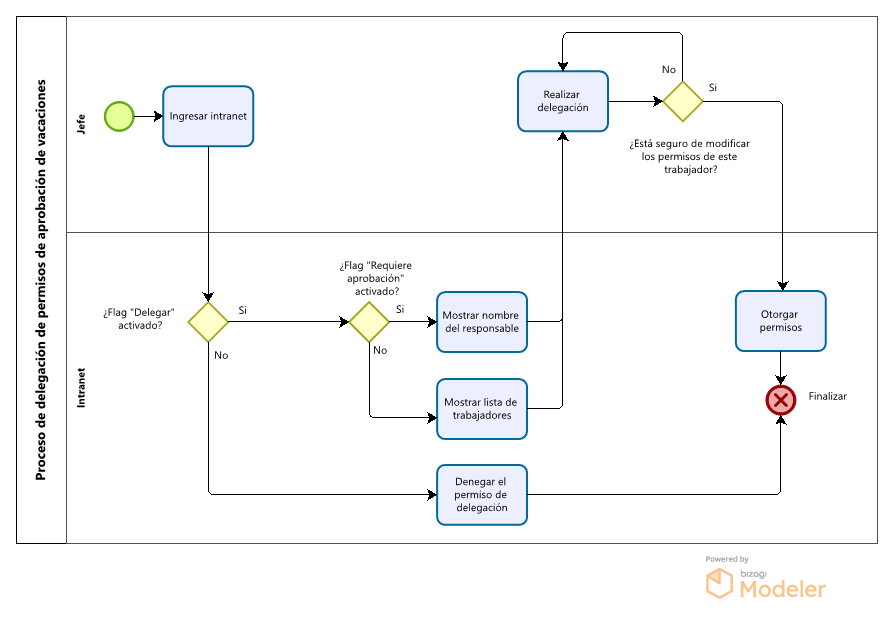 Proceso de delegación de permisos de aprobación de vacaciones
Jefe
Ingresar intranet
Realizar
delegación
No
Si
¿Está seguro de modificar
los permisos de este
trabajador?
Intranet
¿Flag "Delegar"
activado?
Si
No
¿Flag "Requiere
aprobación"
activado?
Si
No
Mostrar nombre
del responsable
Mostrar lista de
trabajadores
Denegar el
permiso de
delegación
Otorgar
permisos
Finalizar
Powered by
bizagi
Modeler